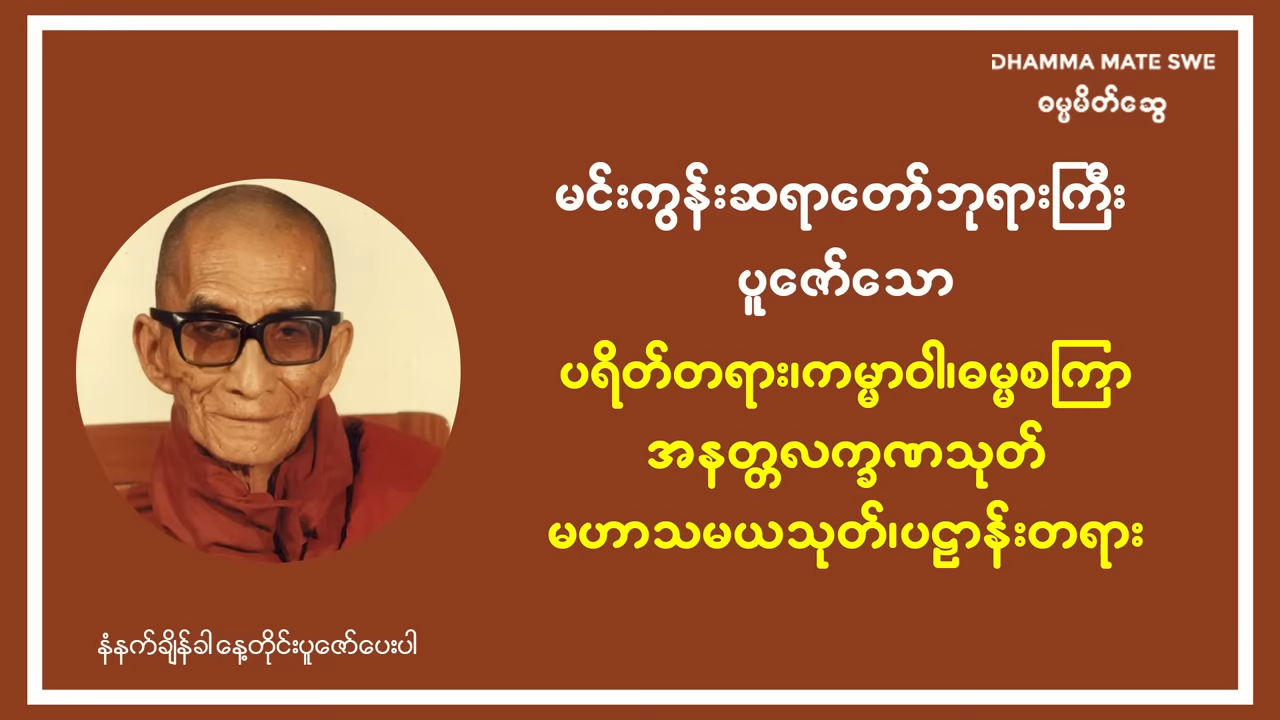 DHAMMA MATE SWE
ဓမ္မမိတ်ဆွေ
မင်းကွန်းဆရာတော်ဘုရားကြီး
ပူဇော်သော
ပရိတ်တရား၊ကမ္မာဝါ၊ဓမ္မစကြာ
အနတ္တလက္ခဏသုတ်
မဟာသမယသုတ်၊ပဋ္ဌာန်းတရား
နံနက်ချိန်ခါ နေ့တိုင်းပူဇော်ပေးပါ